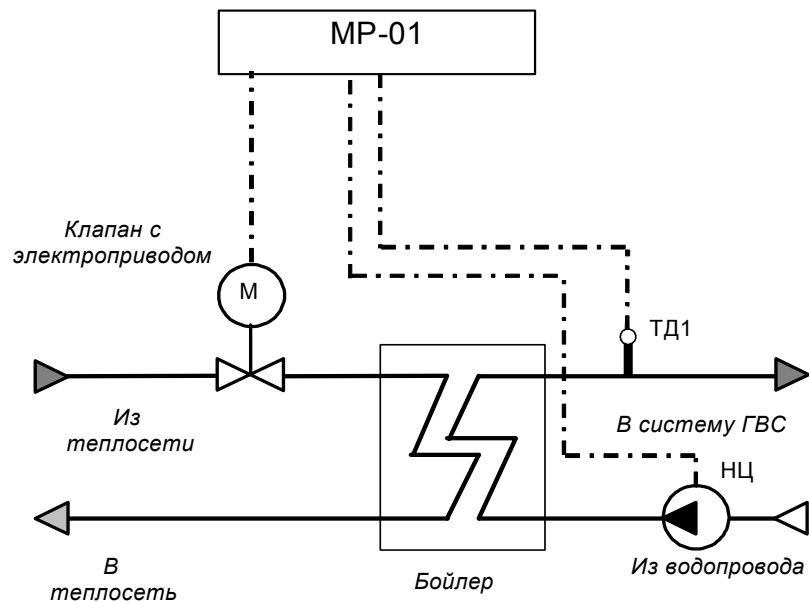 МР-01
Клапан с
электроприводом
М
ТД1
Из
теплосети
В систему ГВС
НЦ
В
теплосеть
Бойлер
Из водопровода